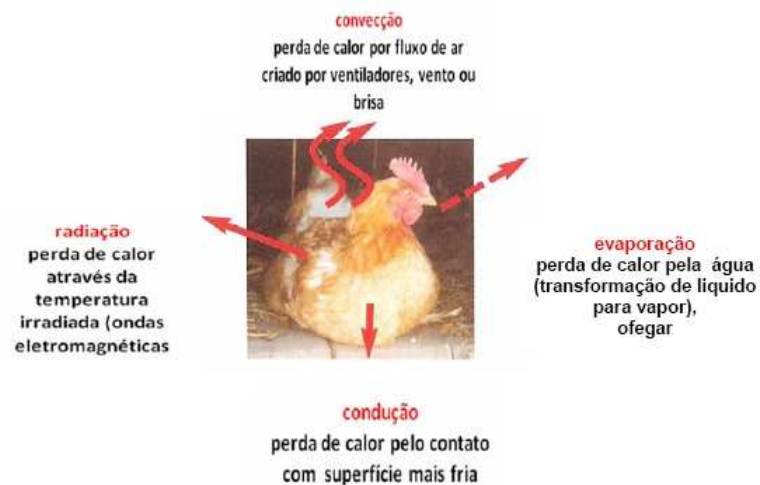 convecção
perda de calor por fluxo de ar
criado por ventiladores, vento ou
brisa
radiação
perda de calor
através da
temperatura
irradiada (ondas
eletromagnéticas
evaporação
perda de calor pela água
(transformação de liquido
para vapor),
ofegar
condução
perda de calor pelo contato
com superfície mais fria